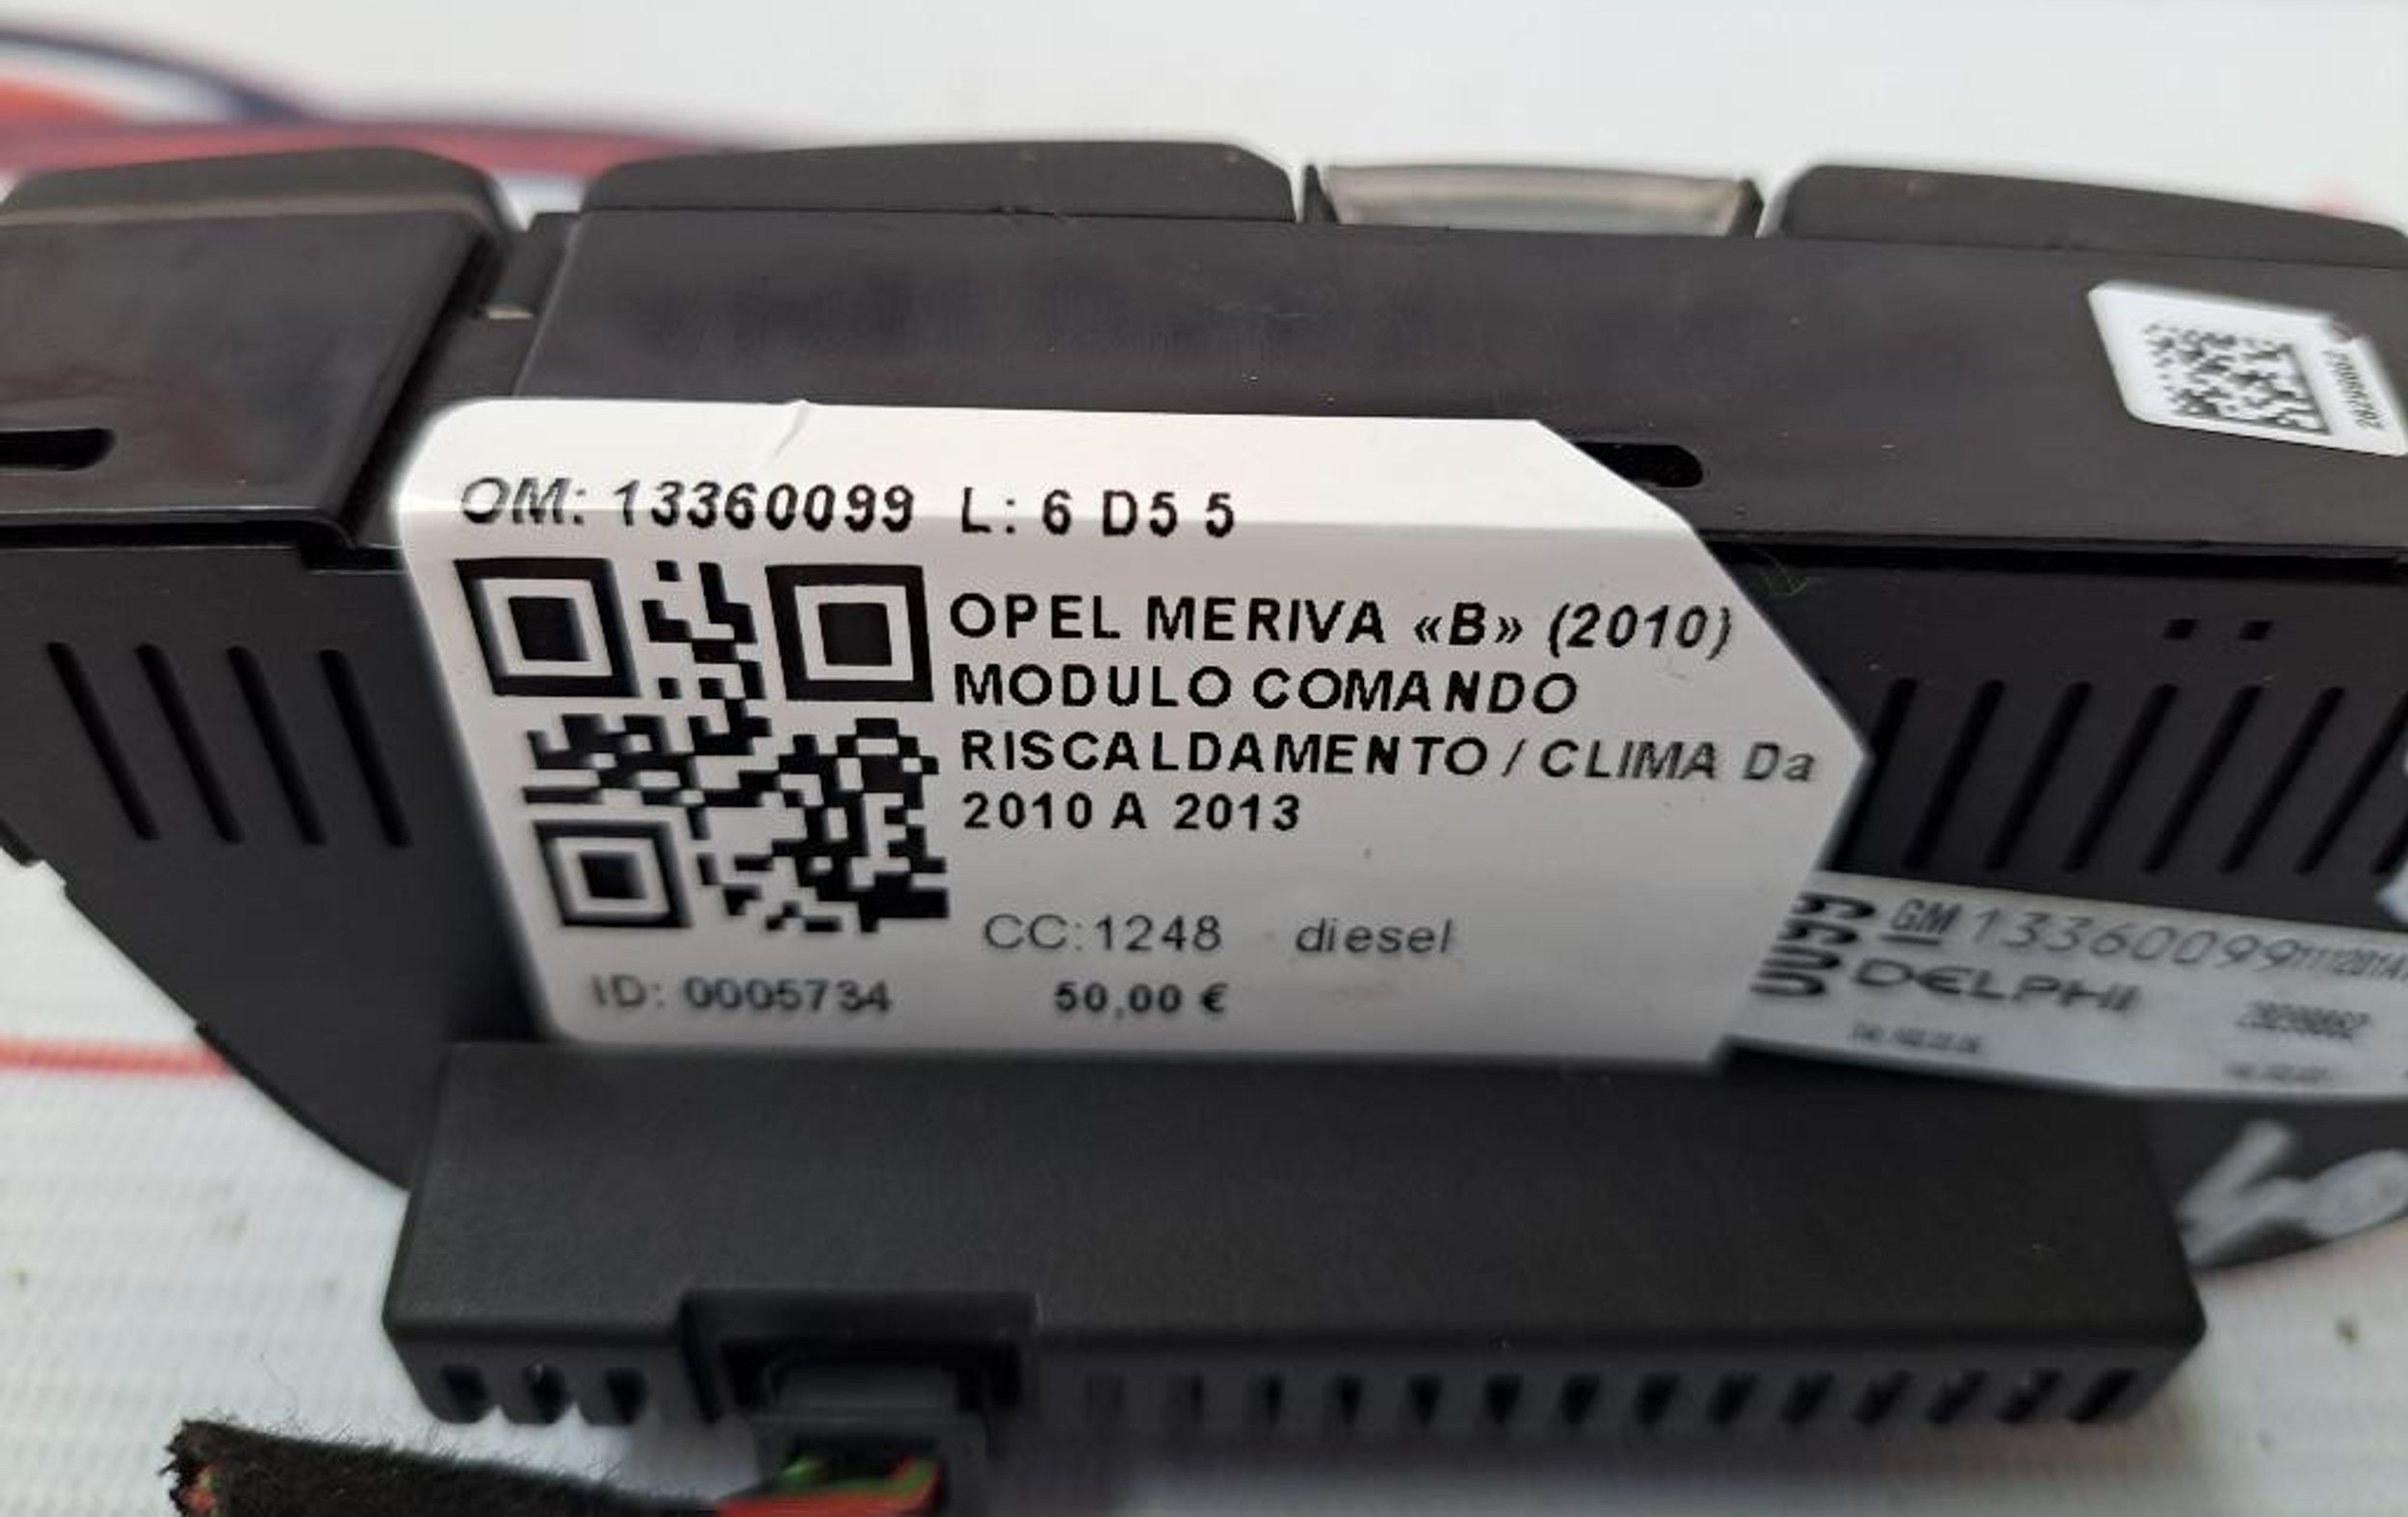 OM: 13360099 L: 6 D5 5
OPEL MERIVA «B» (2010)
MODULO COMANDO
RISCALDAMENTO / CLIMA Da
2010 A 2013
CC:1248 diesel
ID: 0005734 50,00 €
GM 13360099
DELPHI